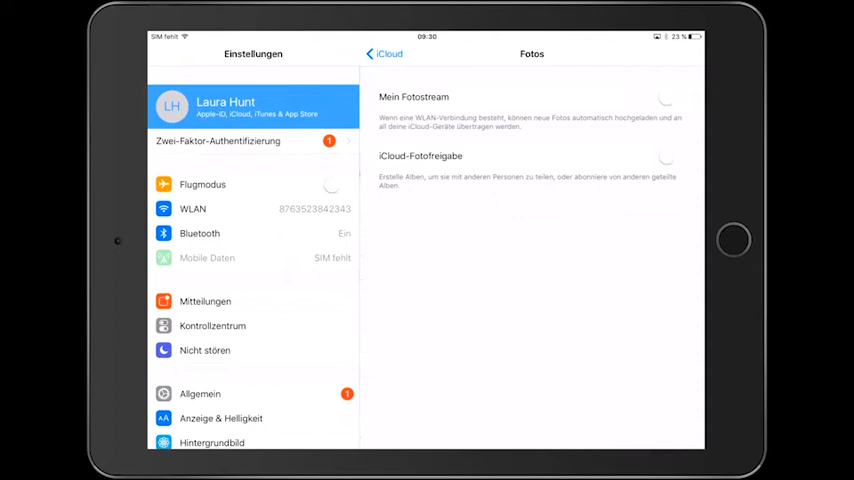 SIM fehlt
09:30
23 %
Einstellungen
iCloud
Fotos
LH
Laura Hunt
Apple-ID, iCloud, iTunes & App Store
Zwei-Faktor-Authentifizierung
1
Flugmodus
WLAN
8763523842343
Bluetooth
Ein
Mobile Daten
SIM fehlt
Mitteilungen
Kontrollzentrum
Nicht stören
Allgemein
1
AA
Anzeige & Helligkeit
Hintergrundbild
Mein Fotostream
Wenn eine WLAN-Verbindung besteht, können neue Fotos automatisch hochgeladen und an
all deine iCloud-Geräte übertragen werden.
iCloud-Fotofreigabe
Erstelle Alben, um sie mit anderen Personen zu teilen, oder abonniere von anderen geteilte
Alben.